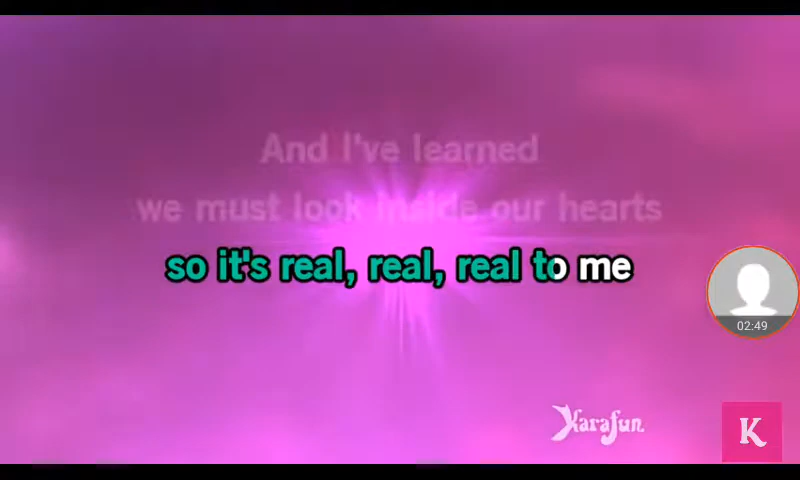 And I've learned
we must look inside our hearts
so it's real, real, real to me
02:49
Karafun
K